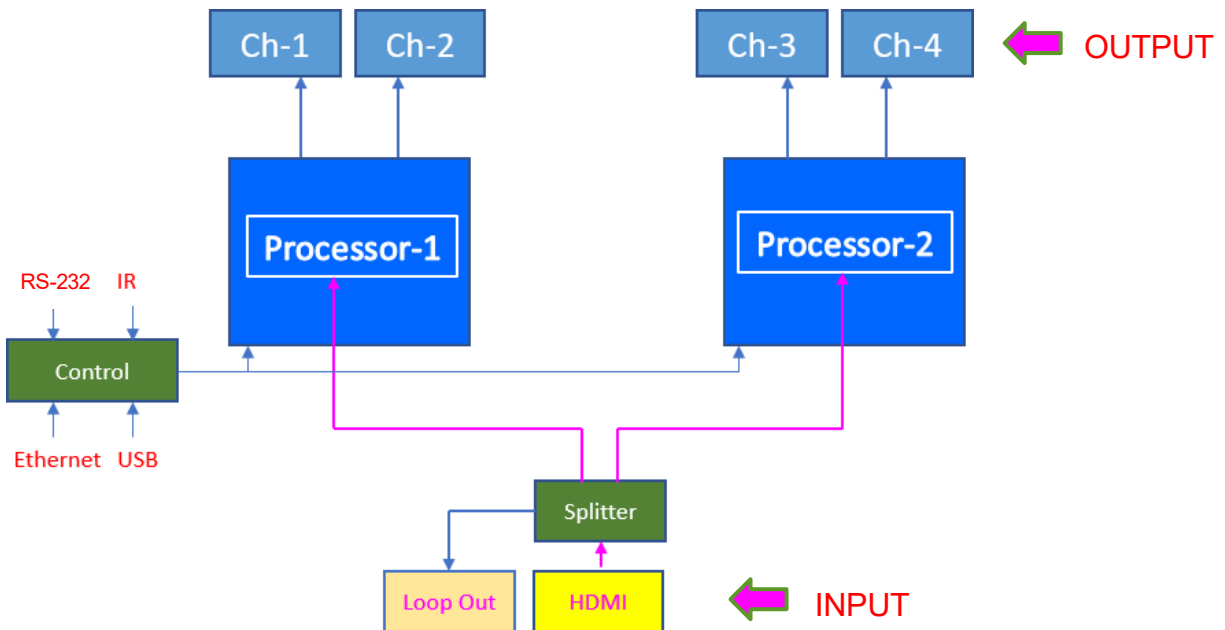 Ch-1
Ch-2
Ch-3
Ch-4
OUTPUT
Processor-1
Processor-2
RS-232
IR
Control
Ethernet
USB
Splitter
Loop Out
HDMI
INPUT